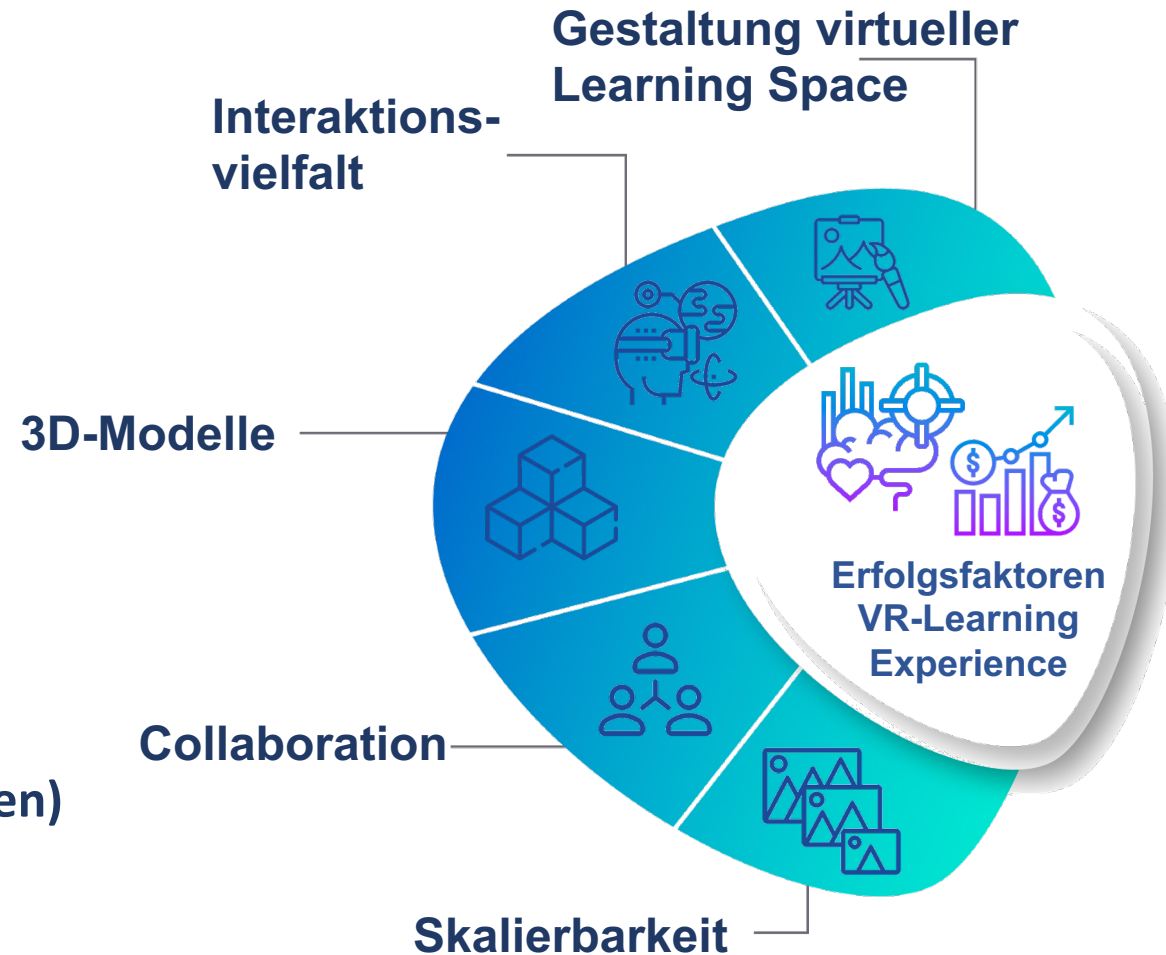 Gestaltung virtueller
Learning Space
Interaktions-
vielfalt
3D-Modelle
Erfolgsfaktoren
VR-Learning
Experience
Collaboration
en)
Skalierbarkeit
$
$